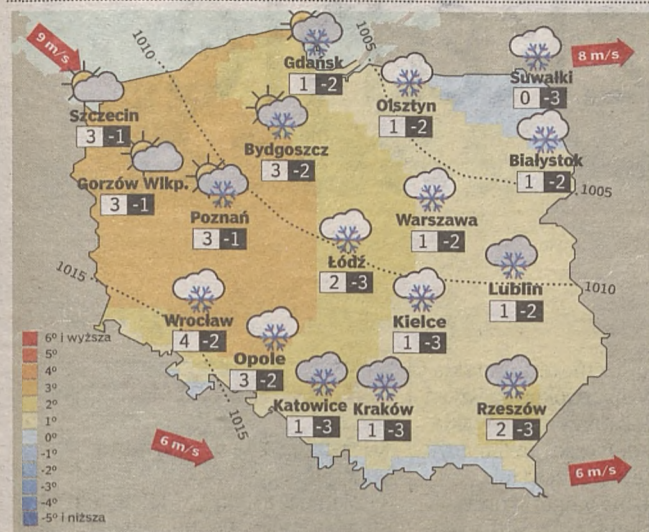 9 m/s
1010
1005
8 m/s
Gdańsk
1 -2
Suwałki
0 -3
Szczecin
3 -1
Olsztyn
1 -2
Bydgoszcz
3 -2
Białystok
1 -2
1005
Gorzów Wlkp.
3 -1
Poznań
3 -1
Warszawa
1 -2
Łódź
2 -3
Lublin
1 -2
1015
1010
Wrocław
4 -2
Kielce
1 -3
Opole
3 -2
Katowice
1 -3
Kraków
1 -3
Rzeszów
2 -3
1015
6 m/s
6 m/s
6° i wyższa
5°
4°
3°
2°
1°
0°
-1°
-2°
-3°
-4°
-5° i niższa